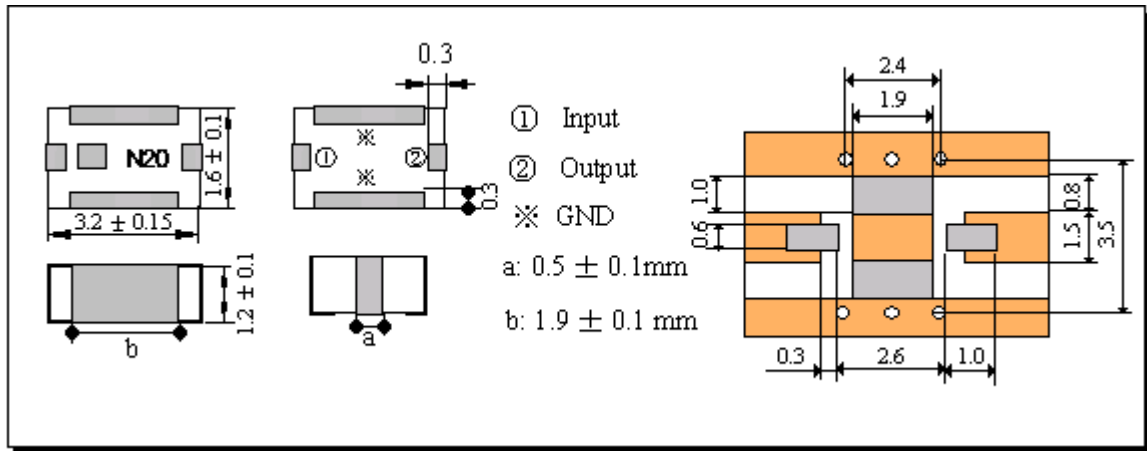 N20
1.6 ± 0.1
3.2 ± 0.15
1.2 ± 0.1
b
0.3
※
① ②
※
0.3
a
① Input
② Output
※ GND
a: 0.5 ± 0.1mm
b: 1.9 ± 0.1 mm
2.4
1.9
1.0
0.6
0.8
1.5
3.5
0.3
2.6
1.0